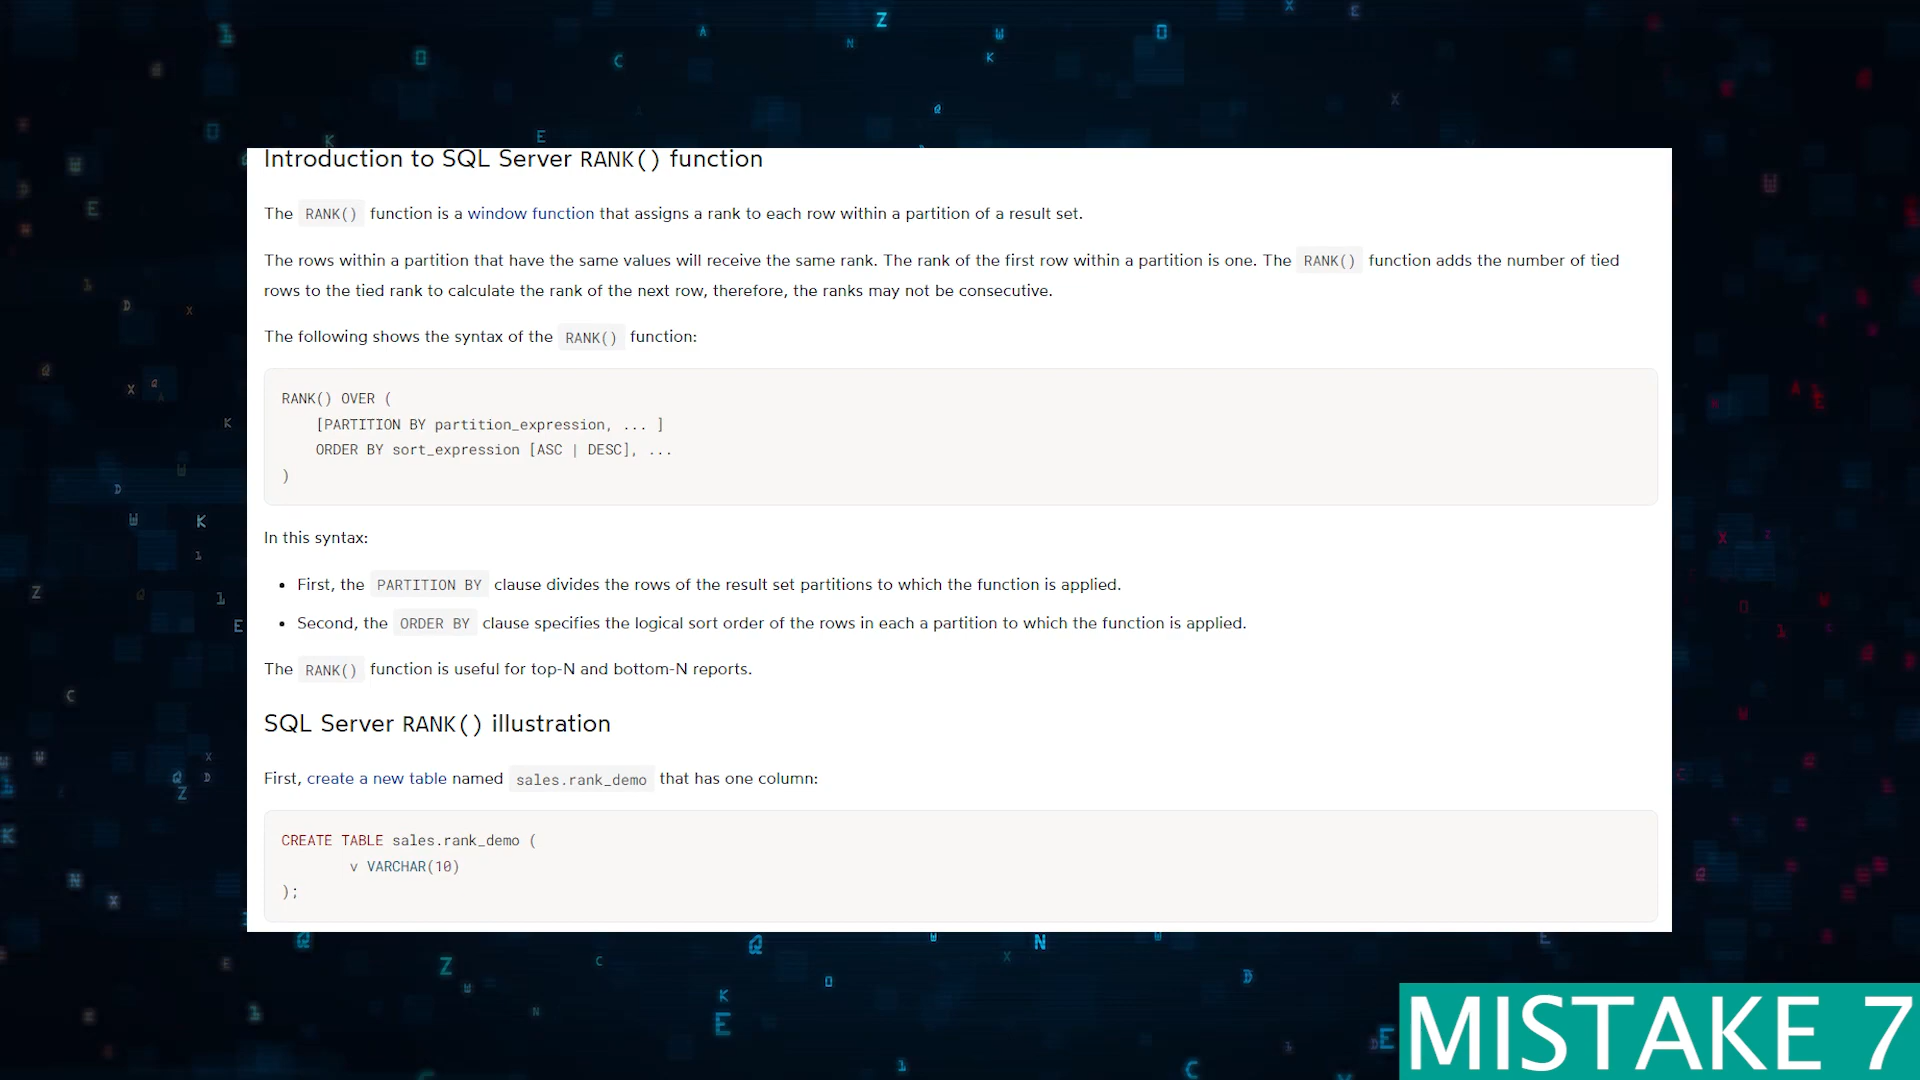 Introduction to SQL Server RANK() function
The RANK() function is a window function that assigns a rank to each row within a partition of a result set.
The rows within a partition that have the same values will receive the same rank. The rank of the first row within a partition is one. The RANK() function adds the number of tied
rows to the tied rank to calculate the rank of the next row, therefore, the ranks may not be consecutive.
The following shows the syntax of the RANK() function:
RANK() OVER (
[PARTITION BY partition_expression, ... ]
ORDER BY sort_expression [ASC | DESC], ...
)
In this syntax:
• First, the PARTITION BY clause divides the rows of the result set partitions to which the function is applied.
• Second, the ORDER BY clause specifies the logical sort order of the rows in each a partition to which the function is applied.
The RANK() function is useful for top-N and bottom-N reports.
SQL Server RANK() illustration
First, create a new table named sales.rank_demo that has one column:
CREATE TABLE sales.rank_demo (
v VARCHAR(10)
);
MISTAKE 7